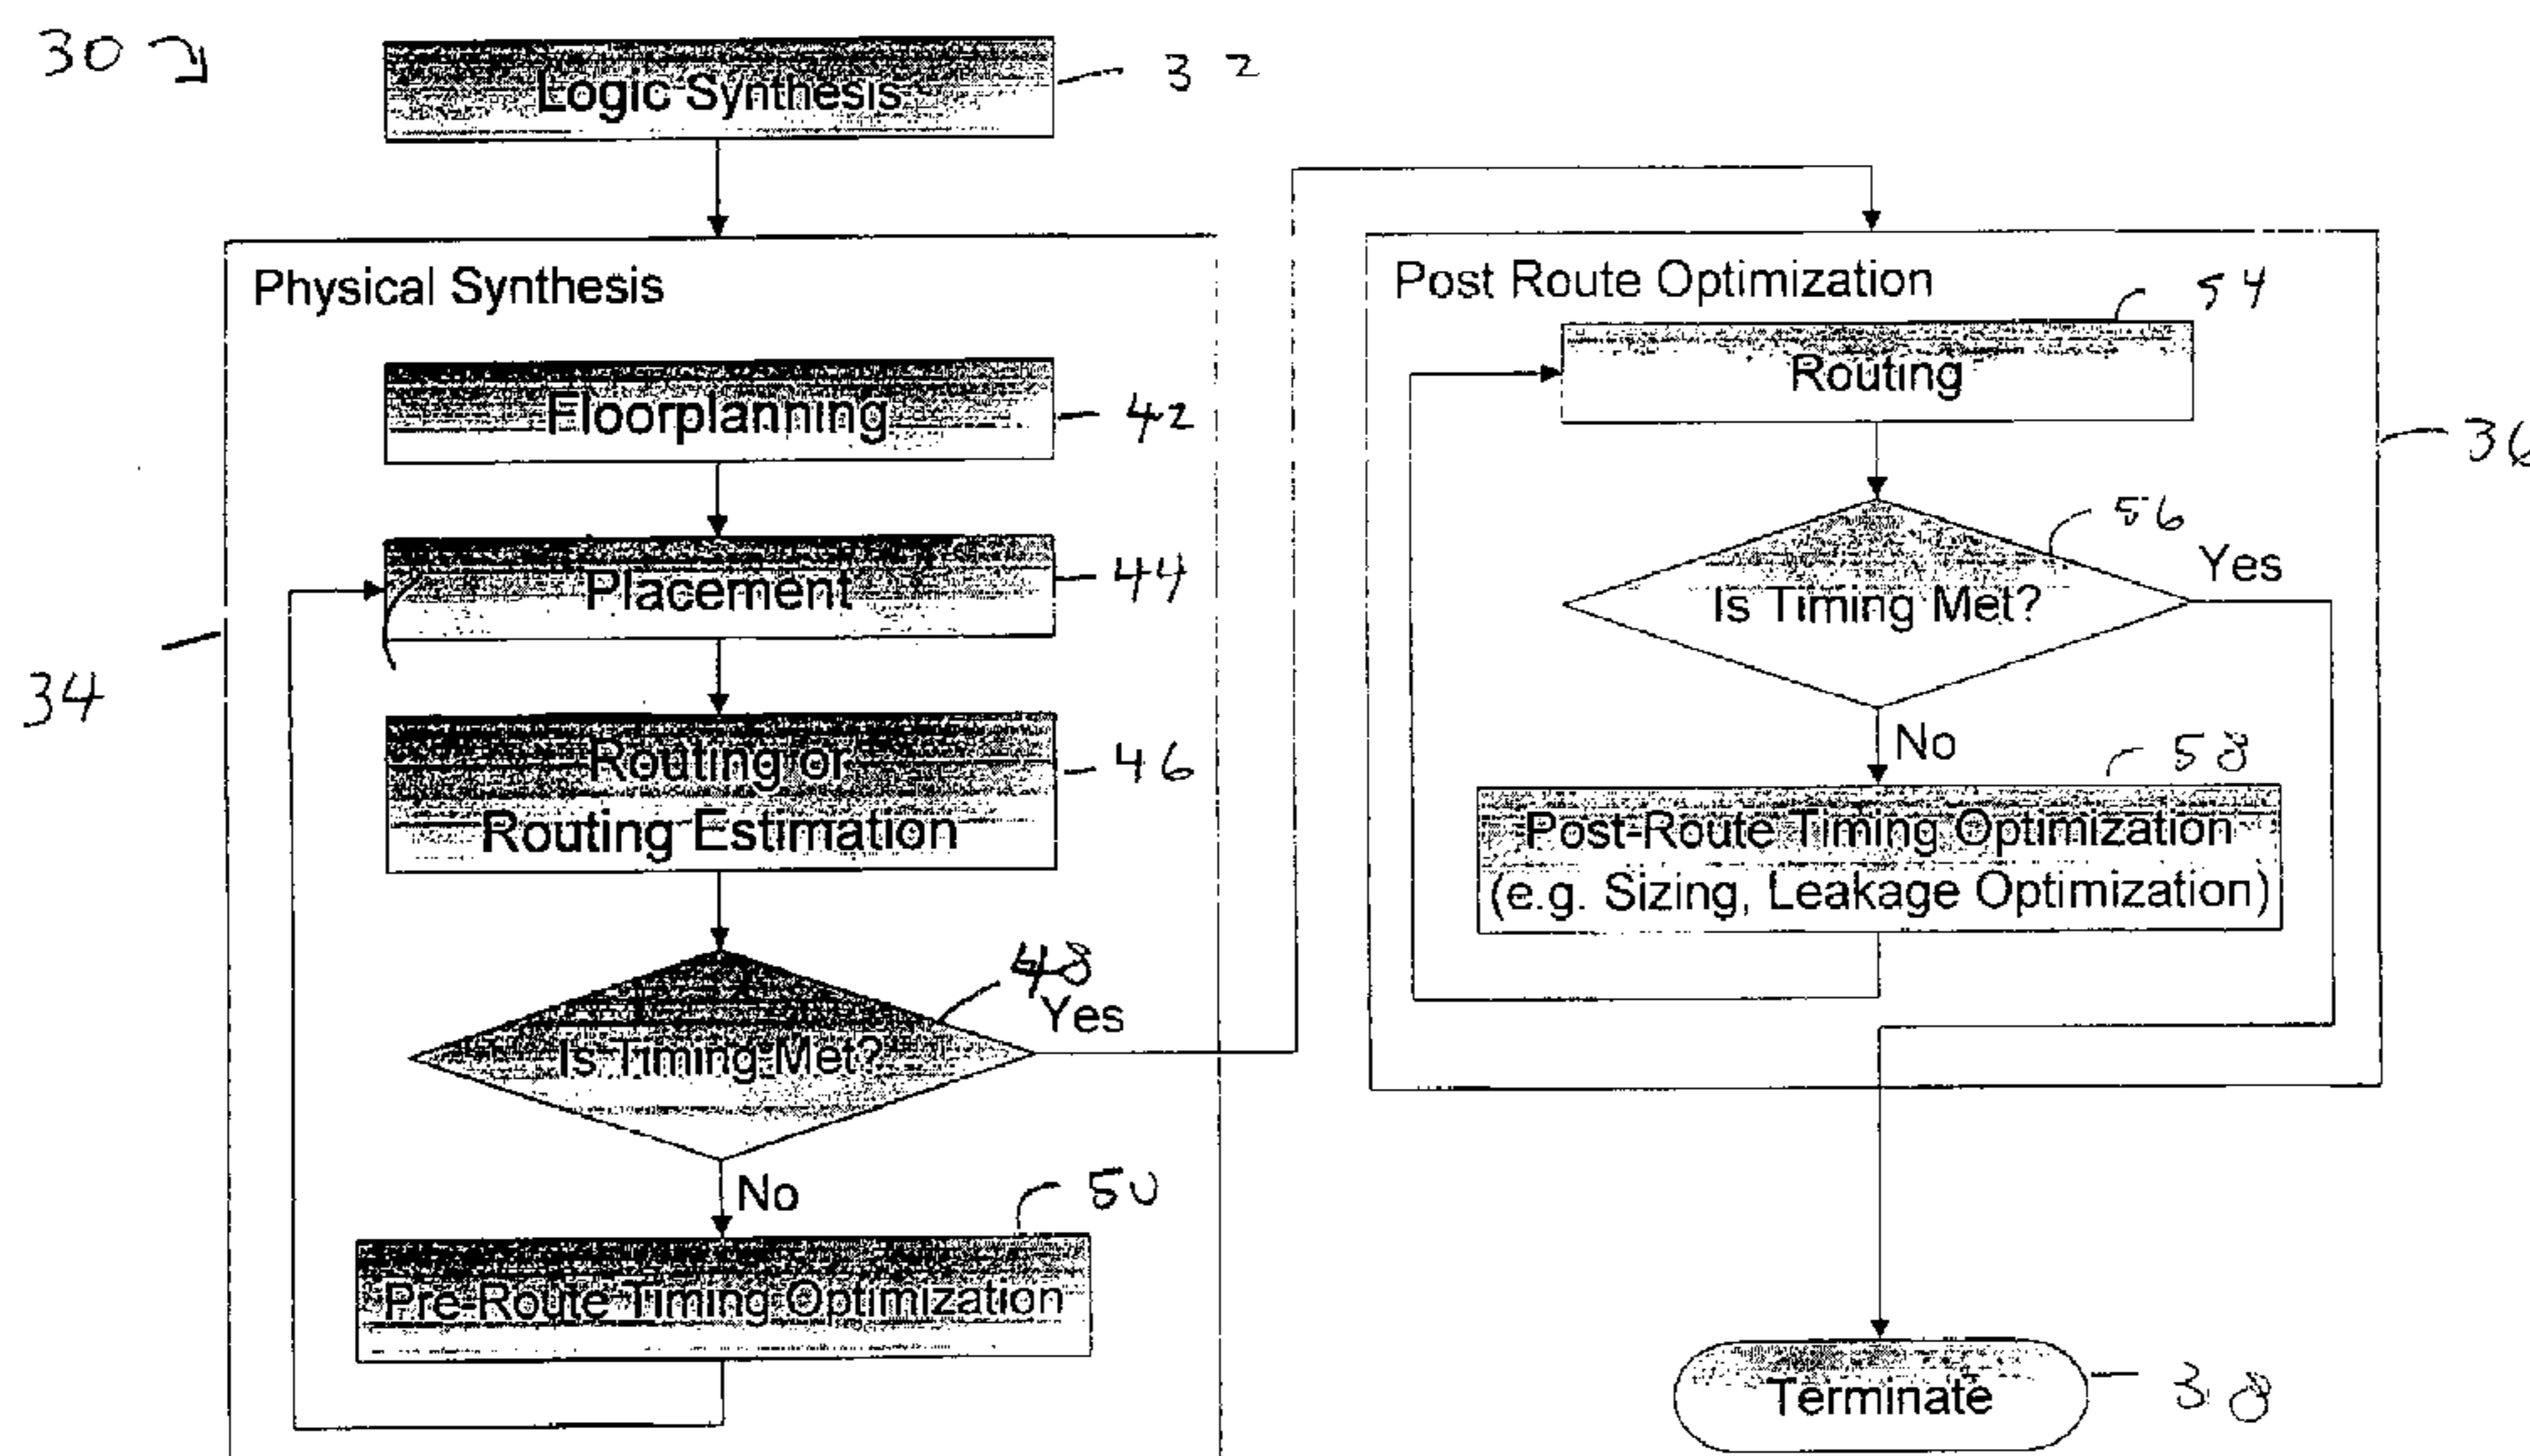 30
Logic Synthesis
32
Physical Synthesis
34
Floorplanning
42
Placement
44
Routing or
Routing Estimation
46
48
Is Timing Met?
Yes
No
50
Pre-Route Timing Optimization
Post Route Optimization
36
54
Routing
56
Is Timing Met?
Yes
No
58
Post-Route Timing Optimization
(e.g. Sizing, Leakage Optimization)
Terminate
38